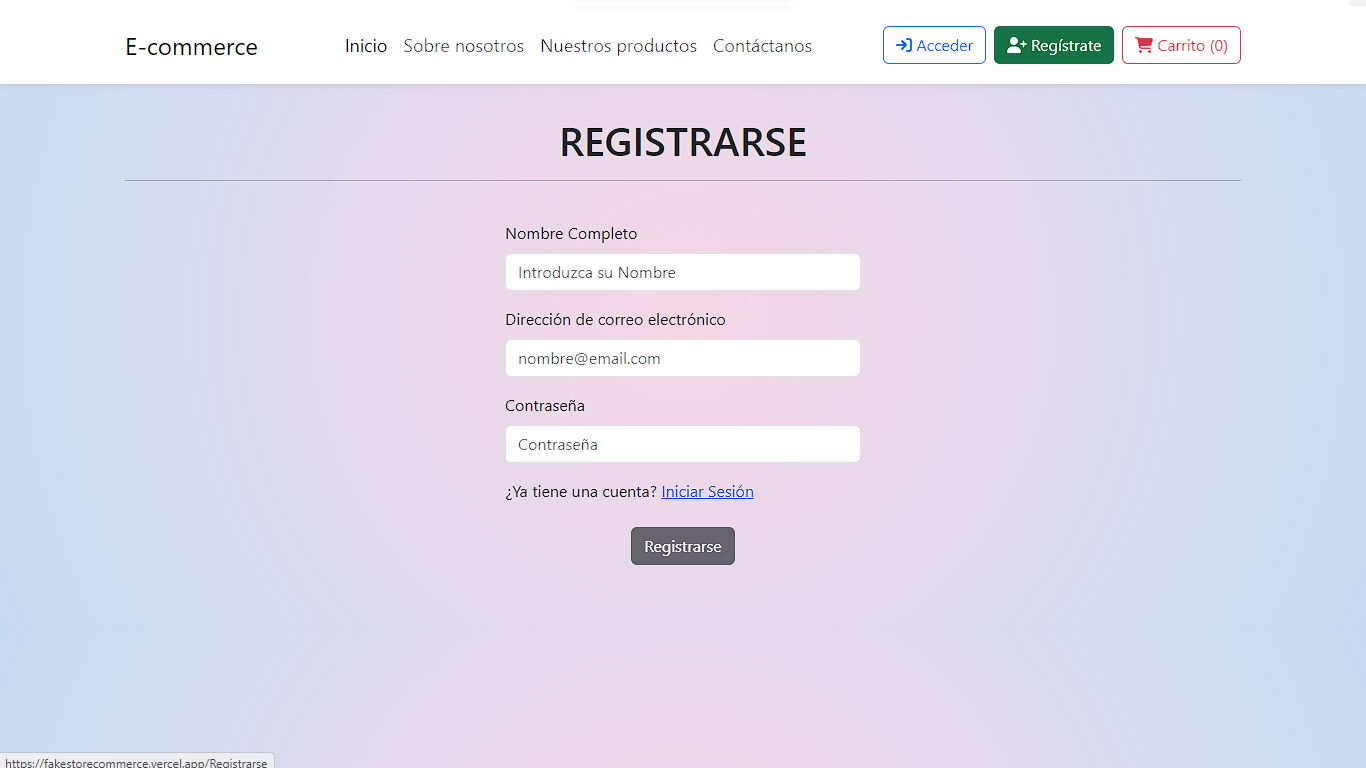 E-commerce Inicio Sobre nosotros Nuestros productos Contáctanos Acceder Regístrate Carrito (0)
REGISTRARSE
Nombre Completo
Introduzca su Nombre
Dirección de correo electrónico
nombre@email.com
Contraseña
Contraseña
¿Ya tiene una cuenta? Iniciar Sesión
Registrarse
https://fakestorecommerce.vercel.app/Registrarse